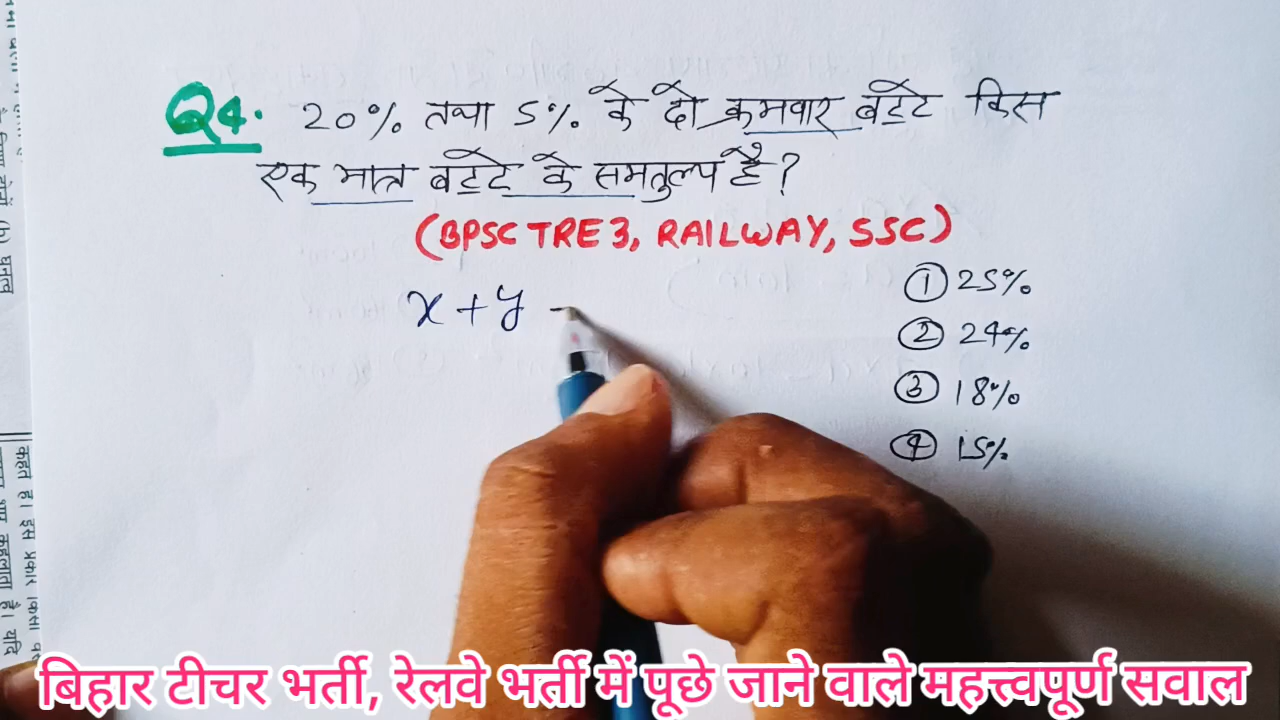 Q4. 20% तथा 5% के दो क्रमवार बट्टे किस
एक मात्र बट्टे के समतुल्य है?
(BPSC TRE 3, RAILWAY, SSC)
x + y -
① 25%
② 24%
③ 18%
④ 15%
बिहार टीचर भर्ती, रेलवे भर्ती में पूछे जाने वाले महत्त्वपूर्ण सवाल